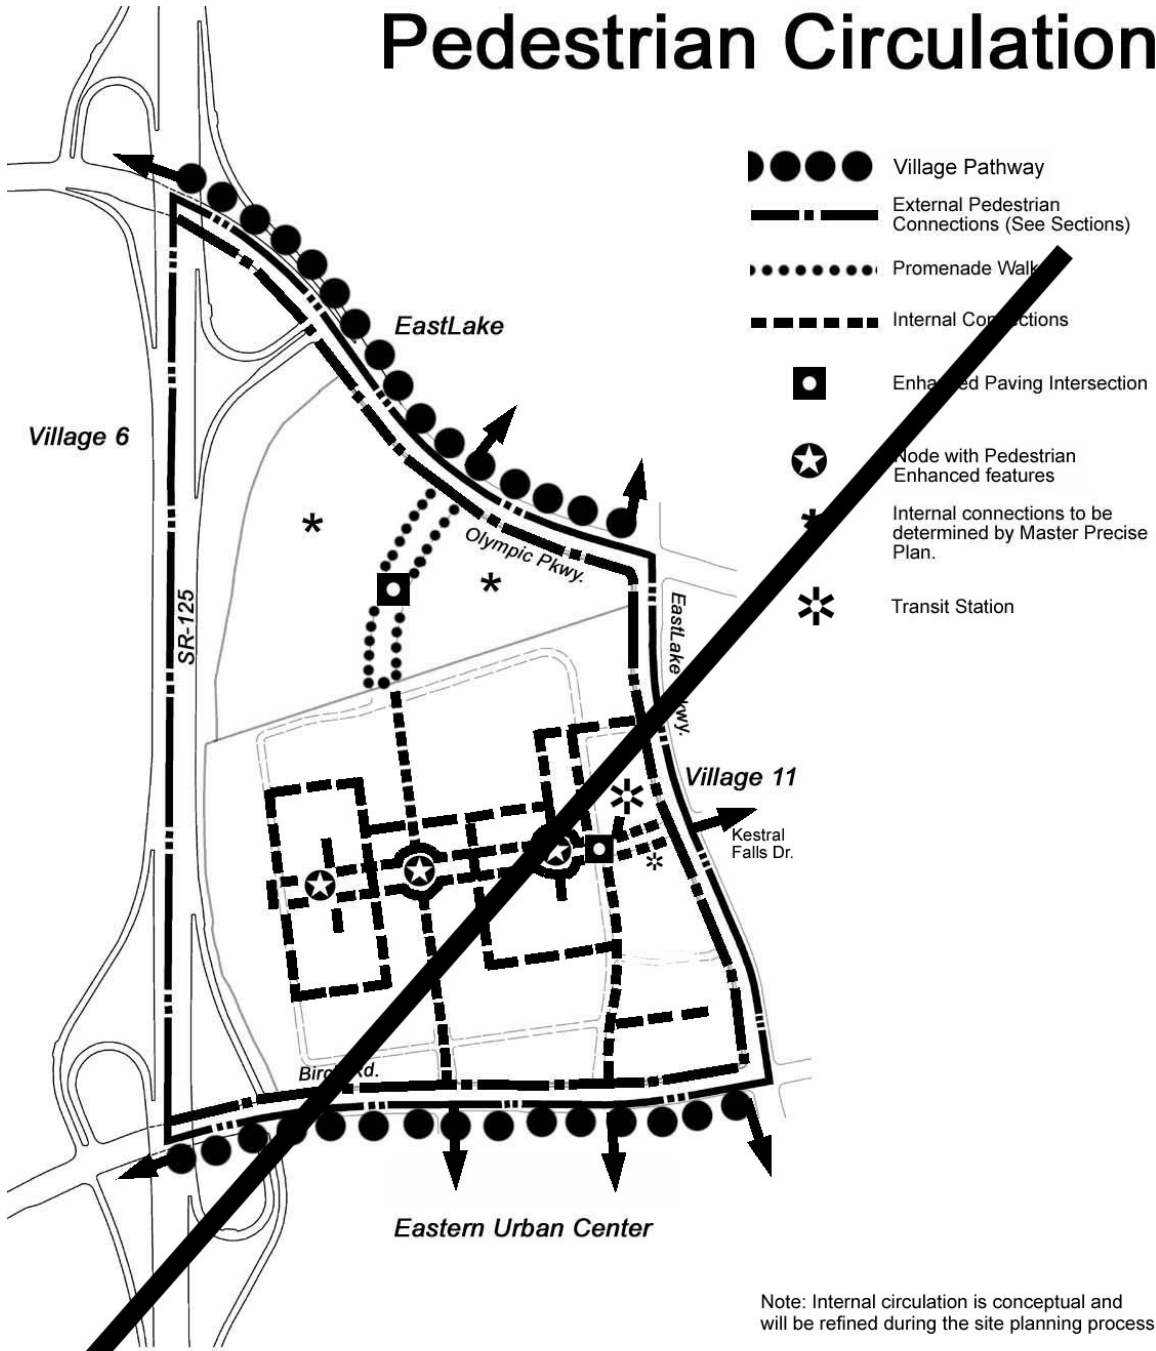 Pedestrian Circulation
Village Pathway
External Pedestrian
Connections (See Sections)
Promenade Walk
Internal Connections
Enhanced Paving Intersection
Node with Pedestrian
Enhanced features
Internal connections to be
determined by Master Precise
Plan.
Transit Station
EastLake
Village 6
Olympic Pkwy.
SR-125
EastLake Pkwy.
Village 11
Kestral
Falls Dr.
Birch Rd.
Eastern Urban Center
Note: Internal circulation is conceptual and
will be refined during the site planning process